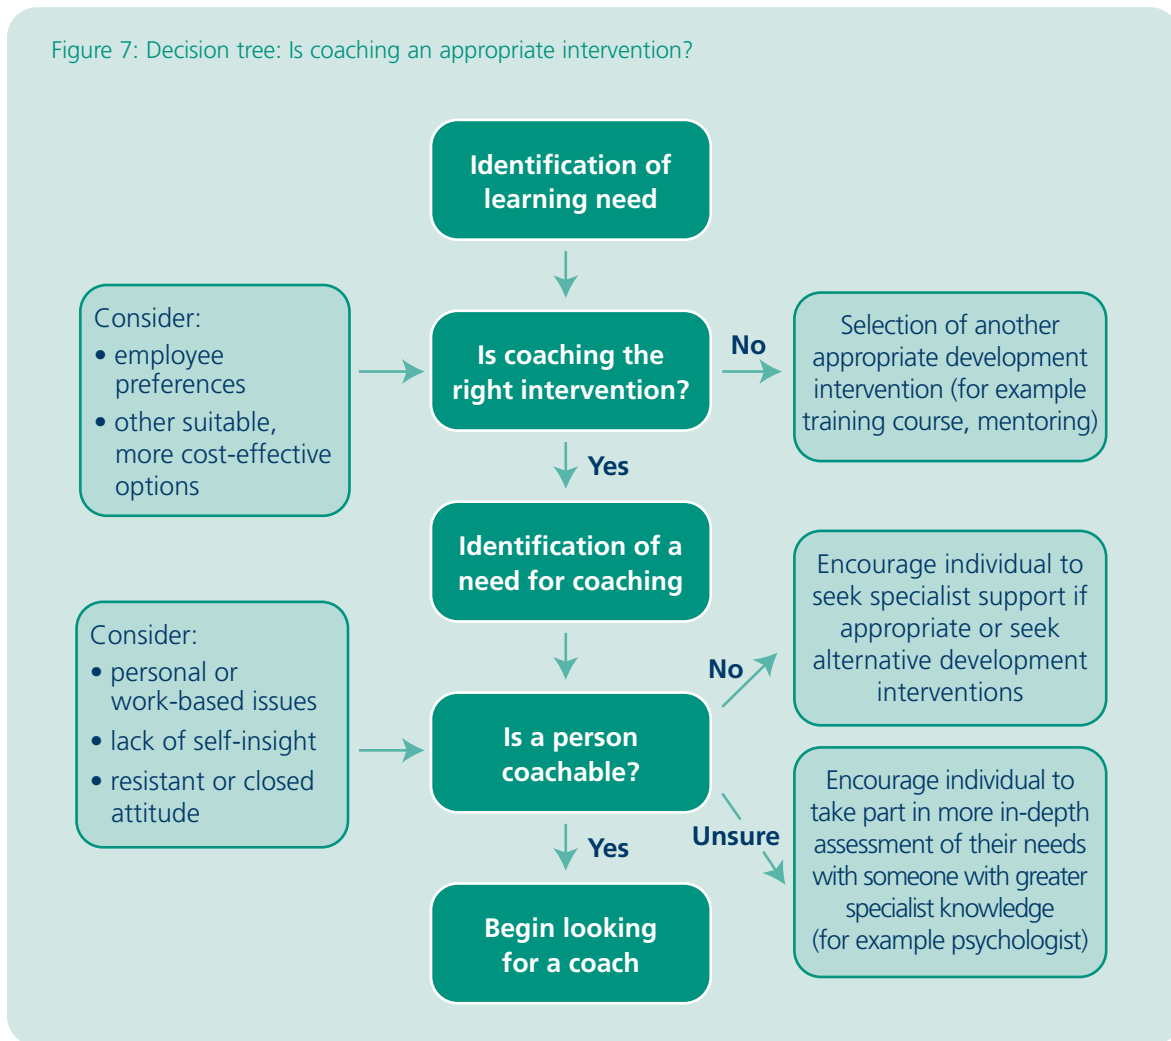 Figure 7: Decision tree: Is coaching an appropriate intervention?
Identification of
learning need
Consider:
• employee
preferences
• other suitable,
more cost-effective
options
Is coaching the
right intervention?
No
Selection of another
appropriate development
intervention (for example
training course, mentoring)
Yes
Identification of a
need for coaching
Consider:
• personal or
work-based issues
• lack of self-insight
• resistant or closed
attitude
Is a person
coachable?
No
Encourage individual to
seek specialist support if
appropriate or seek
alternative development
interventions
Unsure
Encourage individual to
take part in more in-depth
assessment of their needs
with someone with greater
specialist knowledge
(for example psychologist)
Yes
Begin looking
for a coach